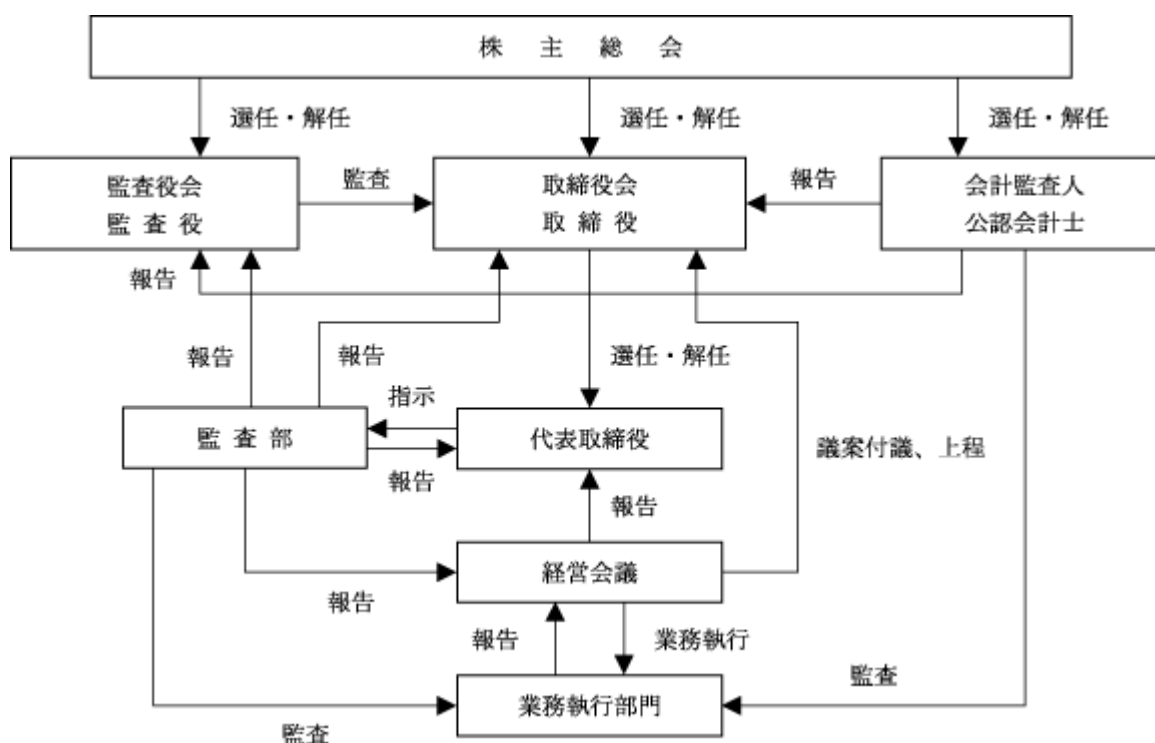 株主総会
選任・解任
選任・解任
選任・解任
監査役会
監査役
監査
取締役会
取締役
報告
会計監査人
公認会計士
報告
報告
報告
選任・解任
指示
監査部
代表取締役
議案付議、上程
報告
報告
経営会議
報告
報告
業務執行
監査
業務執行部門
監査